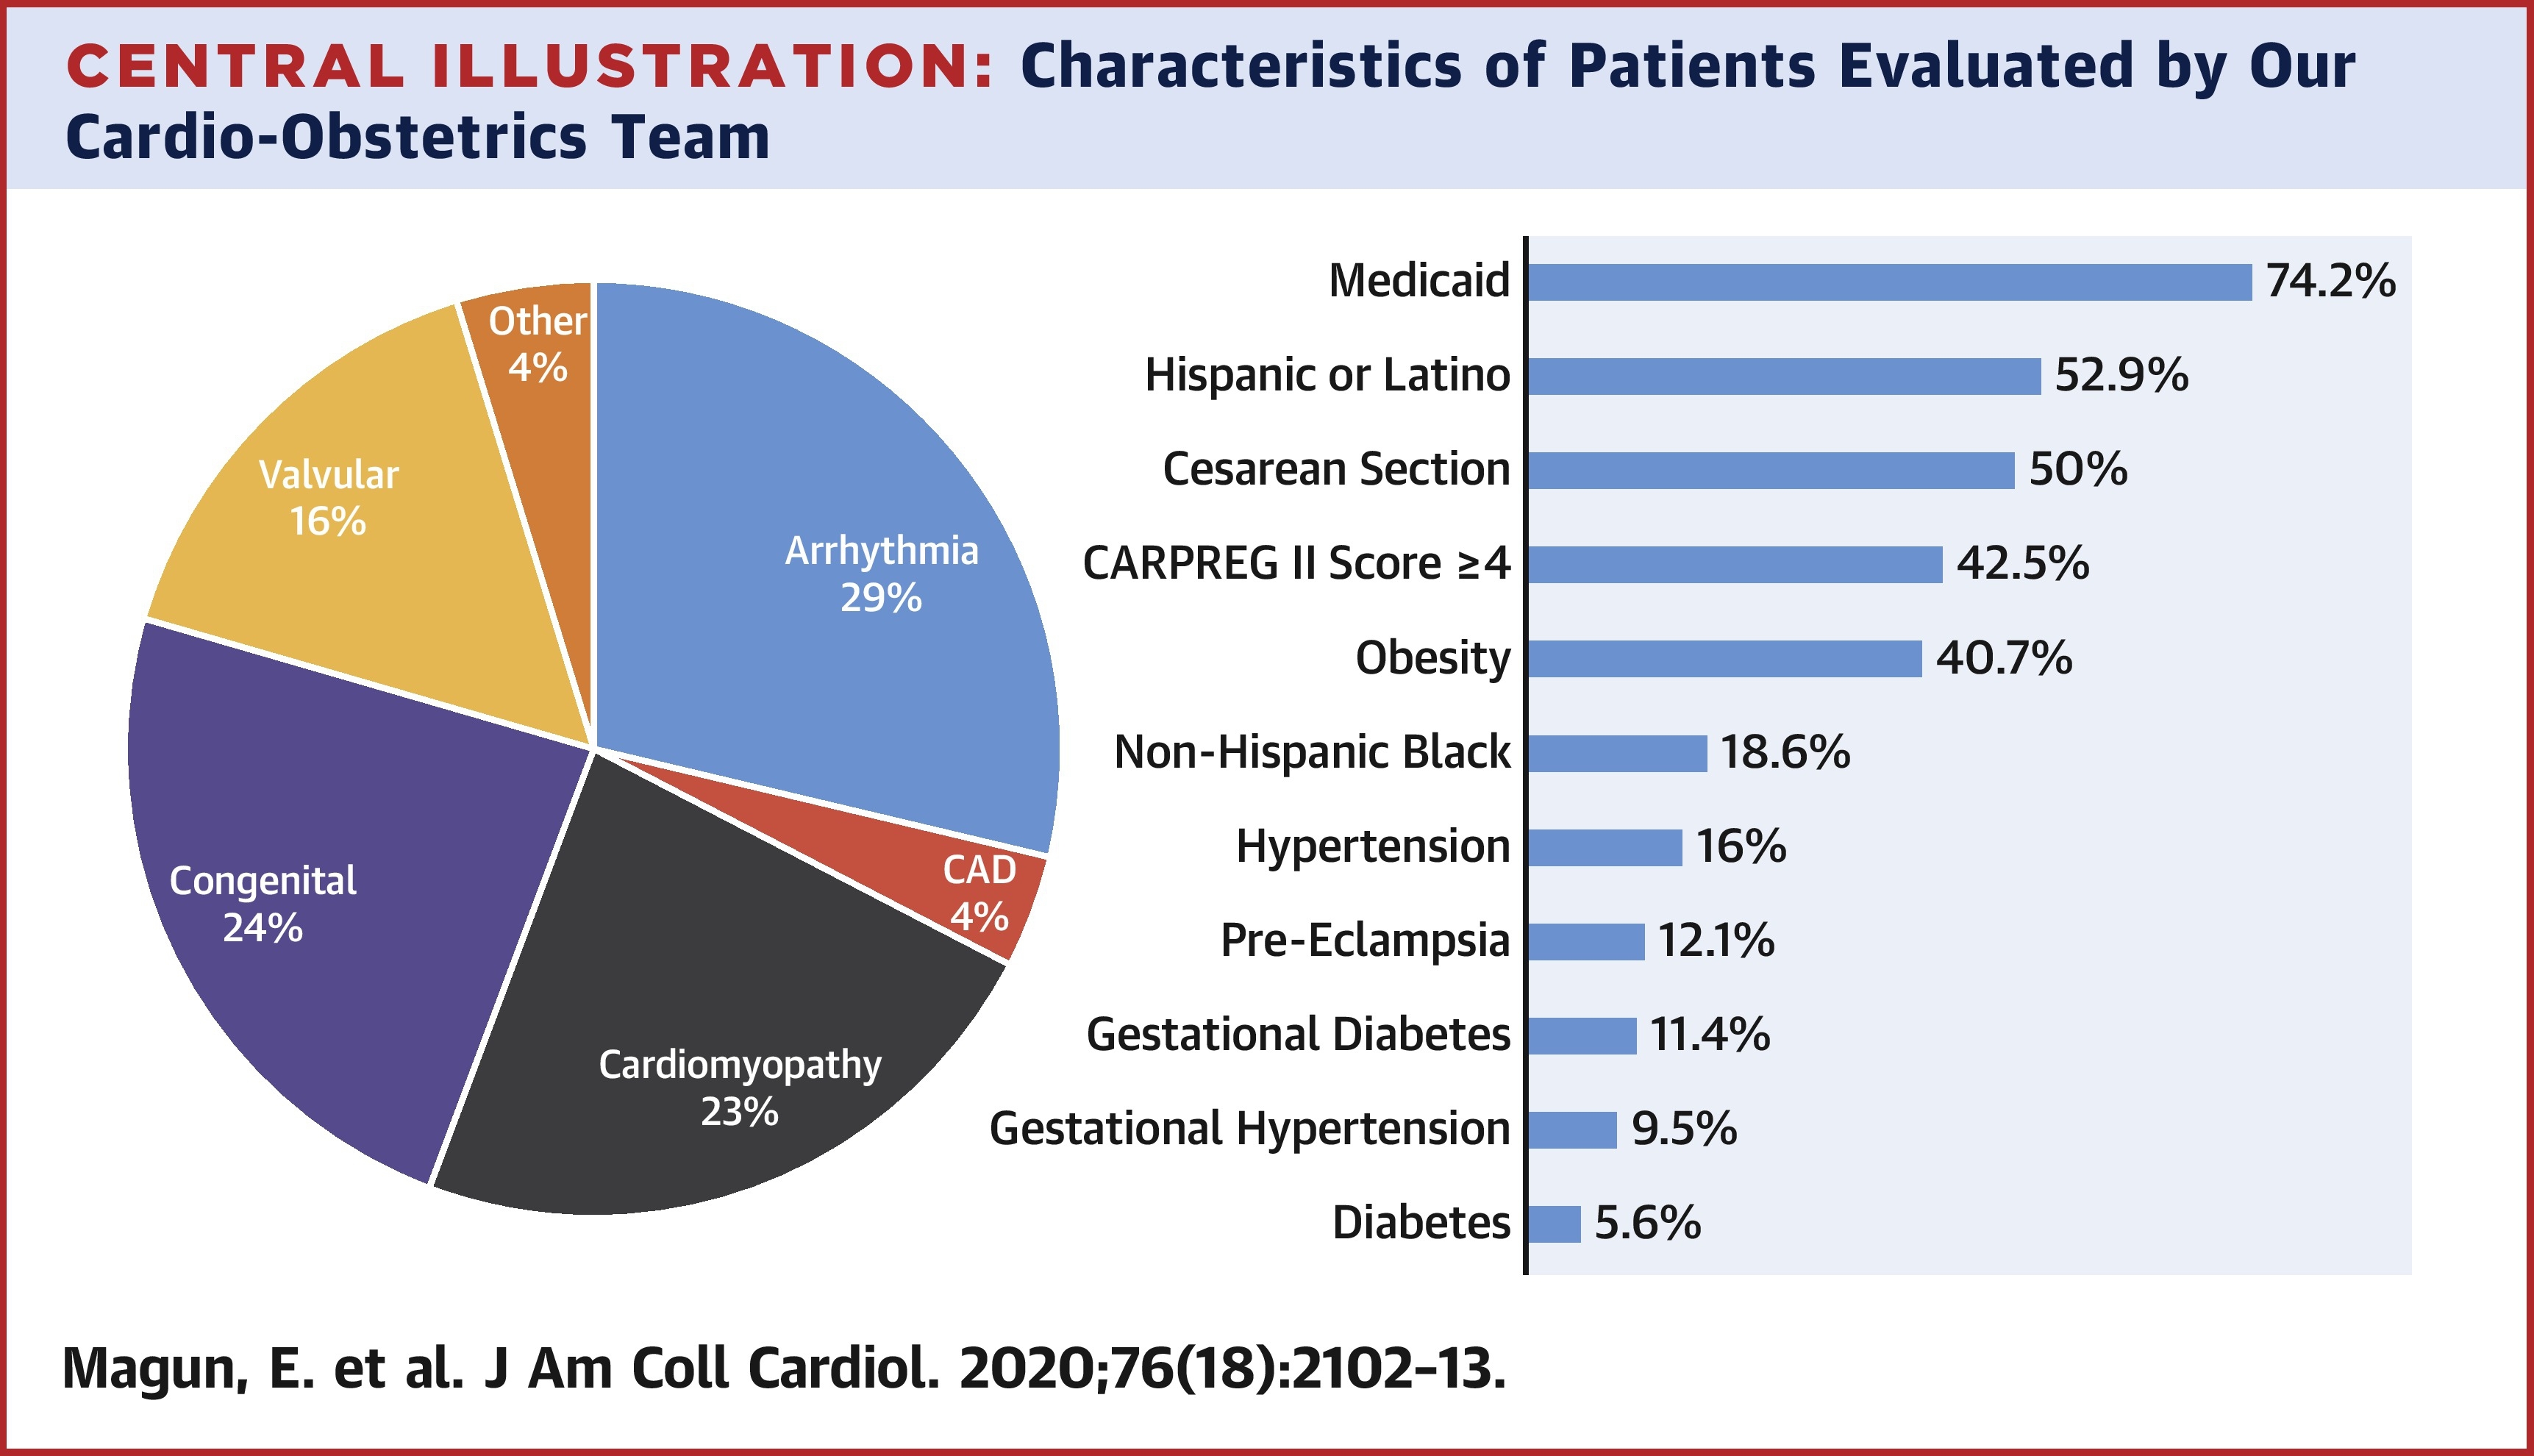 CENTRAL ILLUSTRATION: Characteristics of Patients Evaluated by Our
Cardio-Obstetrics Team
Other
4%
Valvular
16%
Arrhythmia
29%
CAD
4%
Congenital
24%
Cardiomyopathy
23%
Medicaid 74.2%
Hispanic or Latino 52.9%
Cesarean Section 50%
CARPREG II Score ≥4 42.5%
Obesity 40.7%
Non-Hispanic Black 18.6%
Hypertension 16%
Pre-Eclampsia 12.1%
Gestational Diabetes 11.4%
Gestational Hypertension 9.5%
Diabetes 5.6%
Magun, E. et al. J Am Coll Cardiol. 2020;76(18):2102–13.